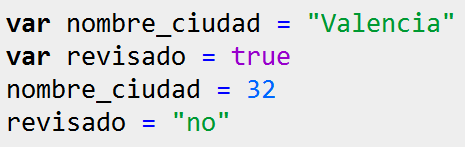 var nombre_ciudad = "Valencia"
var revisado = true
nombre_ciudad = 32
revisado = "no"